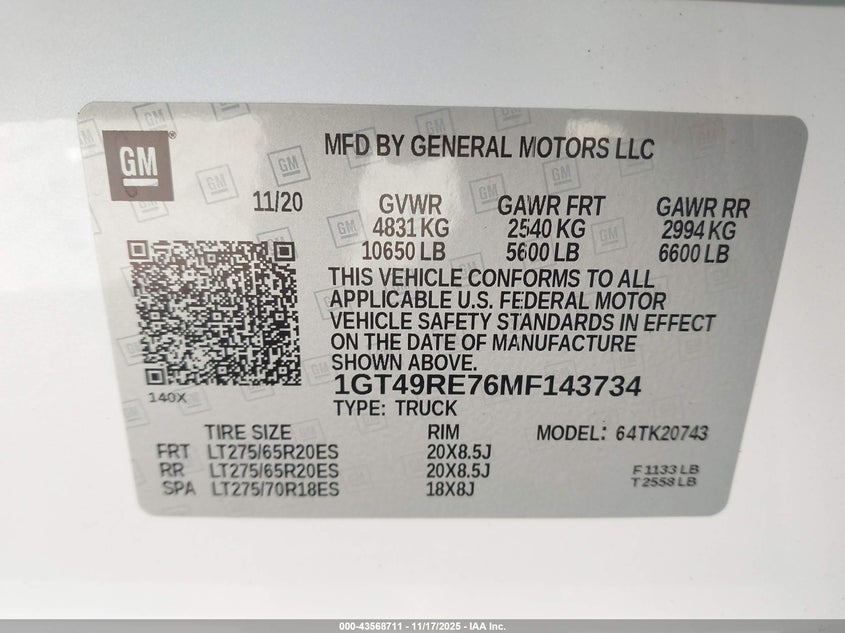 GM
MFD BY GENERAL MOTORS LLC
11/20
GVWR GAWR FRT GAWR RR
4831 KG 2540 KG 2994 KG
10650 LB 5600 LB 6600 LB
THIS VEHICLE CONFORMS TO ALL
APPLICABLE U.S. FEDERAL MOTOR
VEHICLE SAFETY STANDARDS IN EFFECT
ON THE DATE OF MANUFACTURE
SHOWN ABOVE.
140X
1GT49RE76MF143734
TYPE: TRUCK
TIRE SIZE RIM MODEL: 64TK20743
FRT LT275/65R20ES 20X8.5J
RR LT275/65R20ES 20X8.5J
SPA LT275/70R18ES 18X8J
F 1133 LB
T 2558 LB
000-43568711 - 11/17/2025 - IAA Inc.